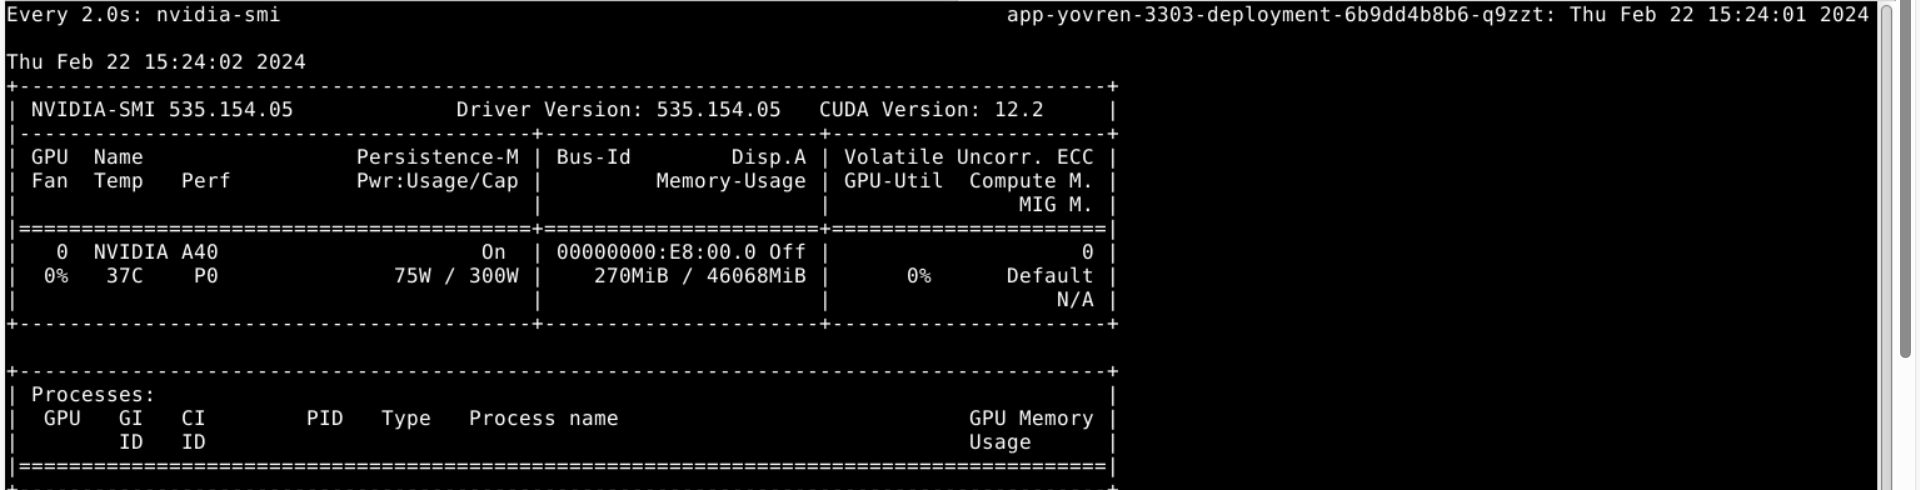 Every 2.0s: nvidia-smi                                                          app-yovren-3303-deployment-6b9dd4b8b6-q9zzt: Thu Feb 22 15:24:01 2024

Thu Feb 22 15:24:02 2024
+---------------------------------------------------------------------------------------+
| NVIDIA-SMI 535.154.05             Driver Version: 535.154.05   CUDA Version: 12.2     |
|-----------------------------------------+----------------------+----------------------+
| GPU  Name                 Persistence-M | Bus-Id        Disp.A | Volatile Uncorr. ECC |
| Fan  Temp   Perf          Pwr:Usage/Cap |         Memory-Usage | GPU-Util  Compute M. |
|                                         |                      |               MIG M. |
|=========================================+======================+======================|
|   0  NVIDIA A40                     On  | 00000000:E8:00.0 Off |                    0 |
|  0%   37C    P0              75W / 300W |    270MiB / 46068MiB |      0%      Default |
|                                         |                      |                  N/A |
+-----------------------------------------+----------------------+----------------------+

+---------------------------------------------------------------------------------------+
| Processes:                                                                            |
|  GPU   GI   CI        PID   Type   Process name                            GPU Memory |
|        ID   ID                                                             Usage      |
|=======================================================================================|